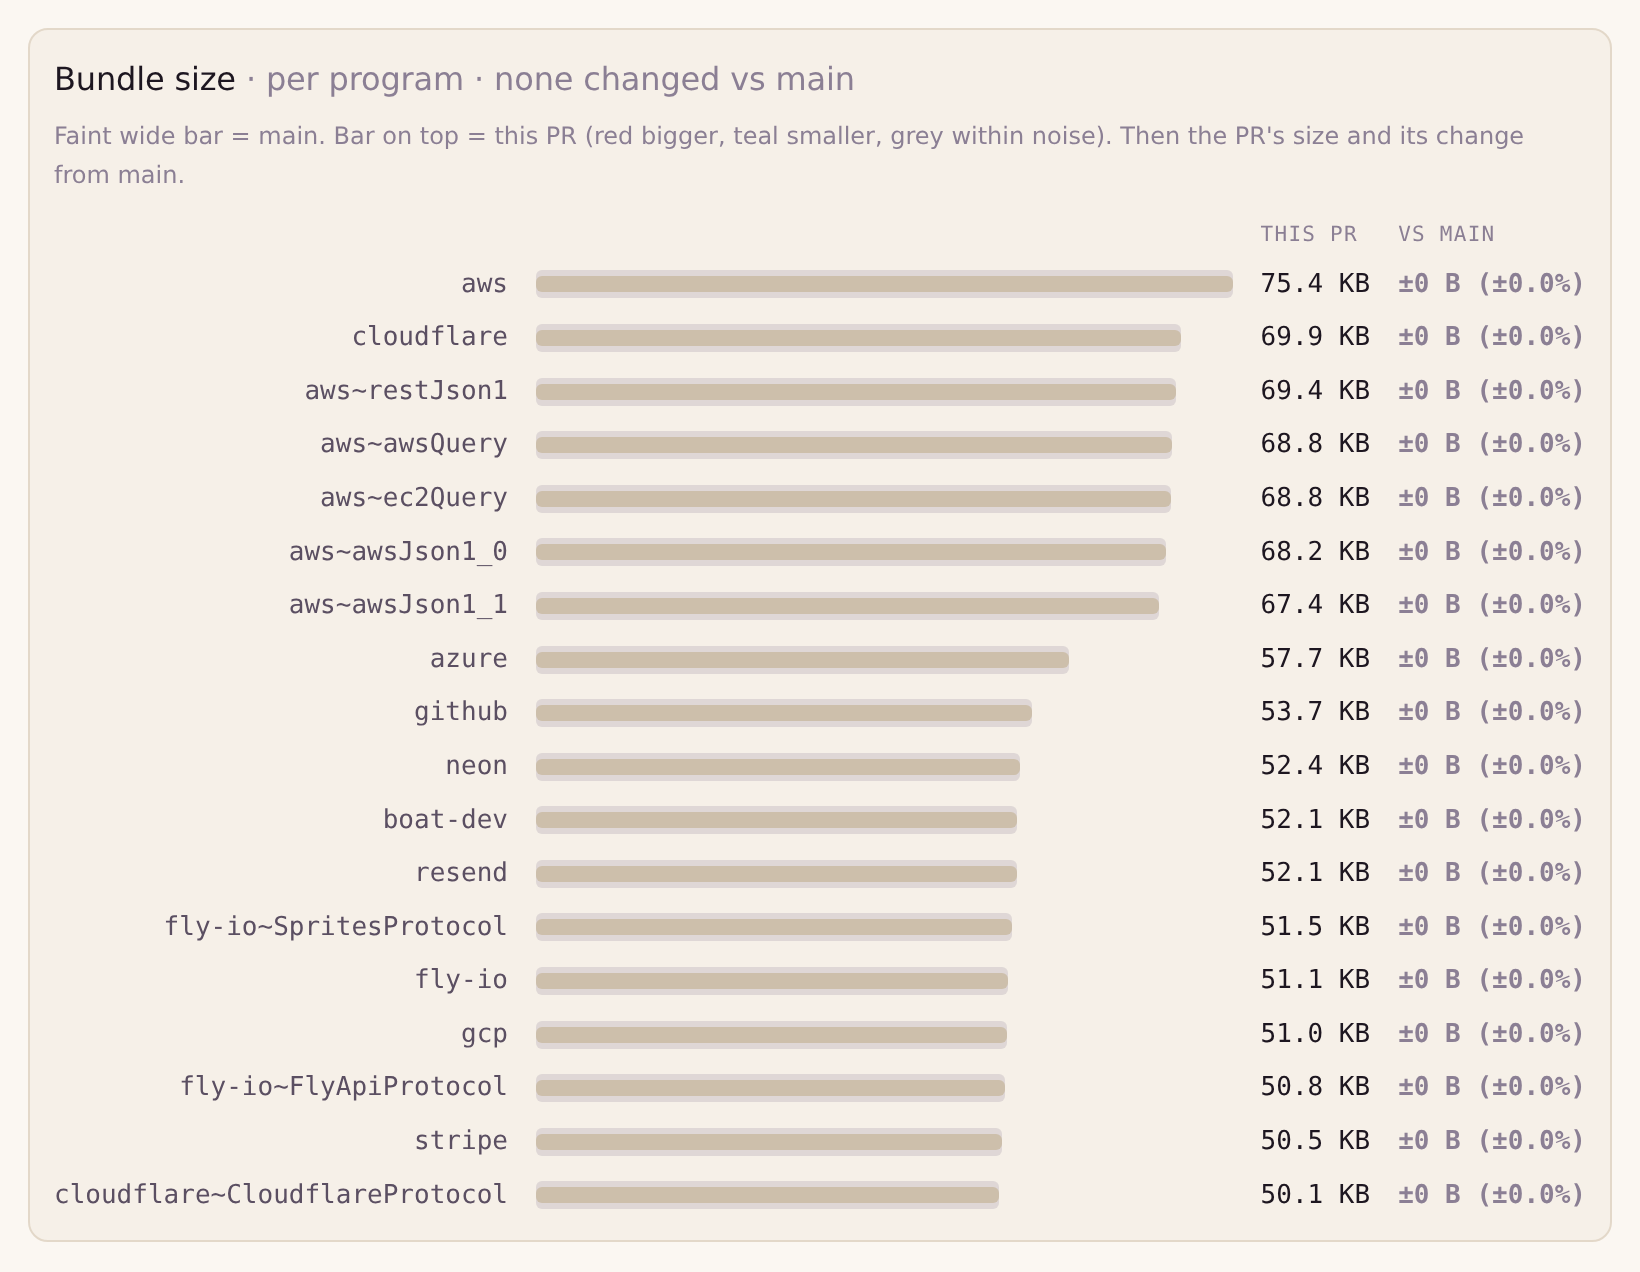 Bundle size · per program · none changed vs main
Faint wide bar = main. Bar on top = this PR (red bigger, teal smaller, grey within noise). Then the PR's size and its change
from main.
THIS PR VS MAIN
aws 75.4 KB ±0 B (±0.0%)
cloudflare 69.9 KB ±0 B (±0.0%)
aws~restJson1 69.4 KB ±0 B (±0.0%)
aws~awsQuery 68.8 KB ±0 B (±0.0%)
aws~ec2Query 68.8 KB ±0 B (±0.0%)
aws~awsJson1_0 68.2 KB ±0 B (±0.0%)
aws~awsJson1_1 67.4 KB ±0 B (±0.0%)
azure 57.7 KB ±0 B (±0.0%)
github 53.7 KB ±0 B (±0.0%)
neon 52.4 KB ±0 B (±0.0%)
boat-dev 52.1 KB ±0 B (±0.0%)
resend 52.1 KB ±0 B (±0.0%)
fly-io~SpritesProtocol 51.5 KB ±0 B (±0.0%)
fly-io 51.1 KB ±0 B (±0.0%)
gcp 51.0 KB ±0 B (±0.0%)
fly-io~FlyApiProtocol 50.8 KB ±0 B (±0.0%)
stripe 50.5 KB ±0 B (±0.0%)
cloudflare~CloudflareProtocol 50.1 KB ±0 B (±0.0%)